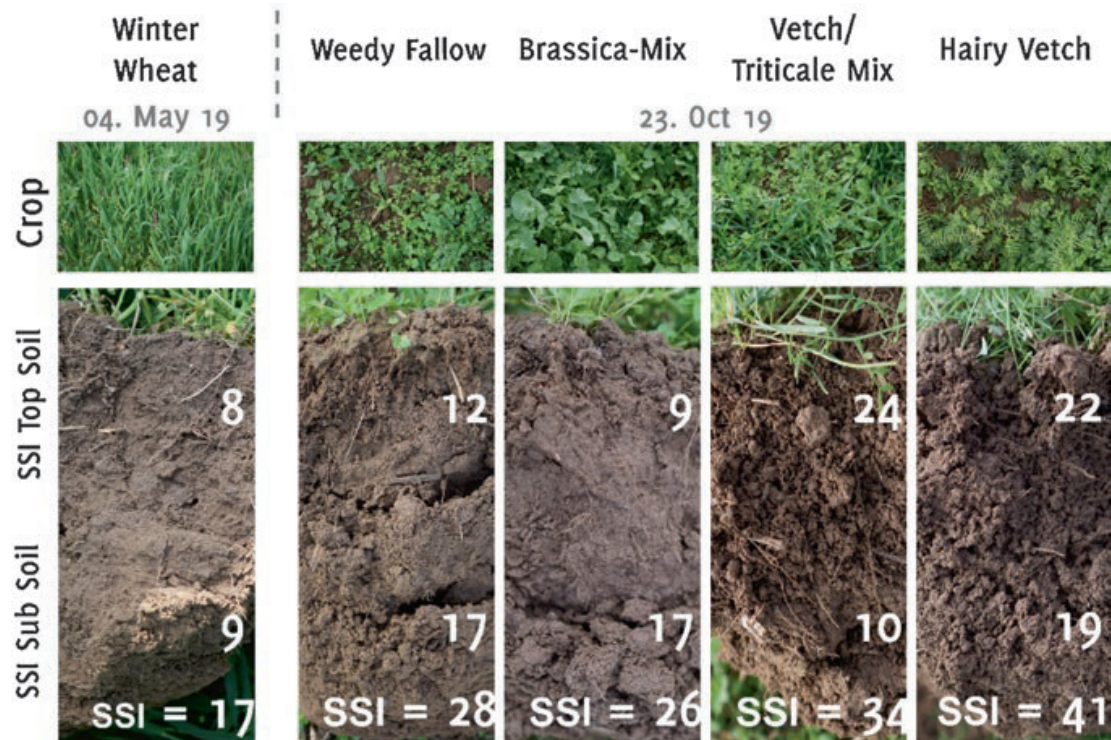 Winter
Wheat
Weedy Fallow
Brassica-Mix
Vetch/
Triticale Mix
Hairy Vetch
04. May 19
23. Oct 19
Crop
SSI Top Soil
8
12
9
24
22
SSI Sub Soil
9
17
17
10
19
SSI = 17
SSI = 28
SSI = 26
SSI = 34
SSI = 41